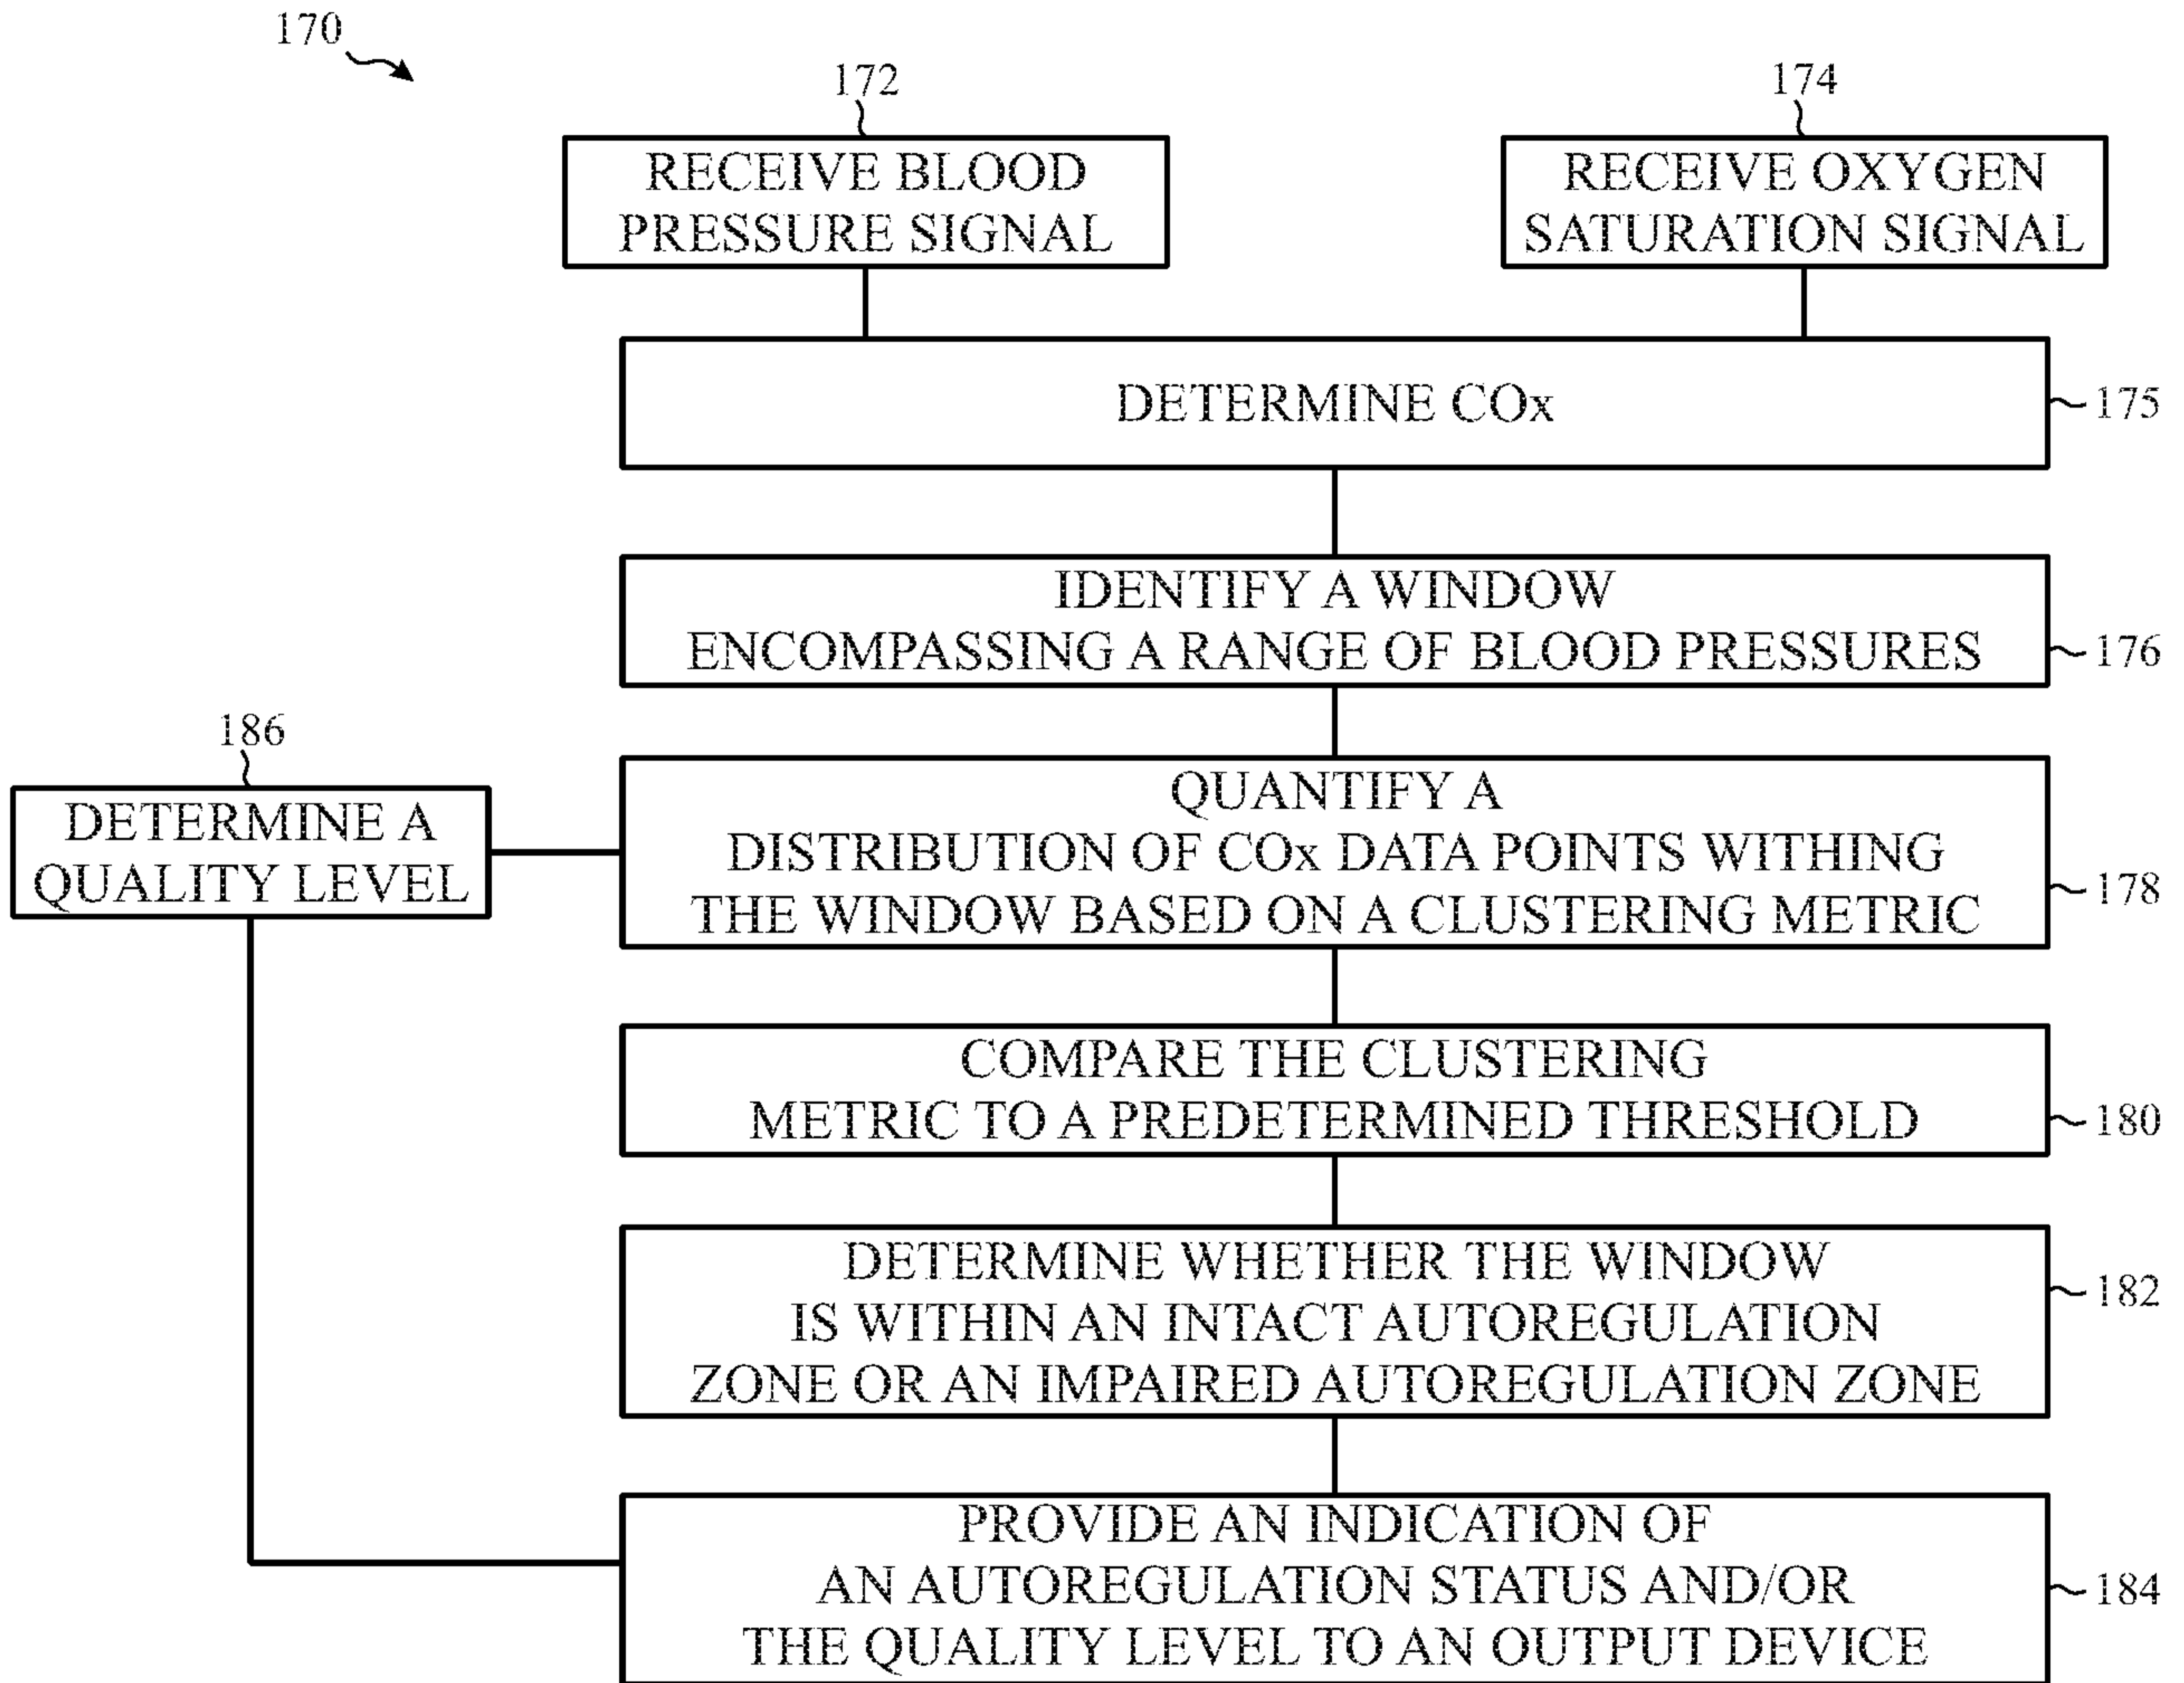 170
172
174
RECEIVE BLOOD
PRESSURE SIGNAL
RECEIVE OXYGEN
SATURATION SIGNAL
DETERMINE COx
175
IDENTIFY A WINDOW
ENCOMPASSING A RANGE OF BLOOD PRESSURES
176
186
DETERMINE A
QUALITY LEVEL
QUANTIFY A
DISTRIBUTION OF COx DATA POINTS WITHING
THE WINDOW BASED ON A CLUSTERING METRIC
178
COMPARE THE CLUSTERING
METRIC TO A PREDETERMINED THRESHOLD
180
DETERMINE WHETHER THE WINDOW
IS WITHIN AN INTACT AUTOREGULATION
ZONE OR AN IMPAIRED AUTOREGULATION ZONE
182
PROVIDE AN INDICATION OF
AN AUTOREGULATION STATUS AND/OR
THE QUALITY LEVEL TO AN OUTPUT DEVICE
184